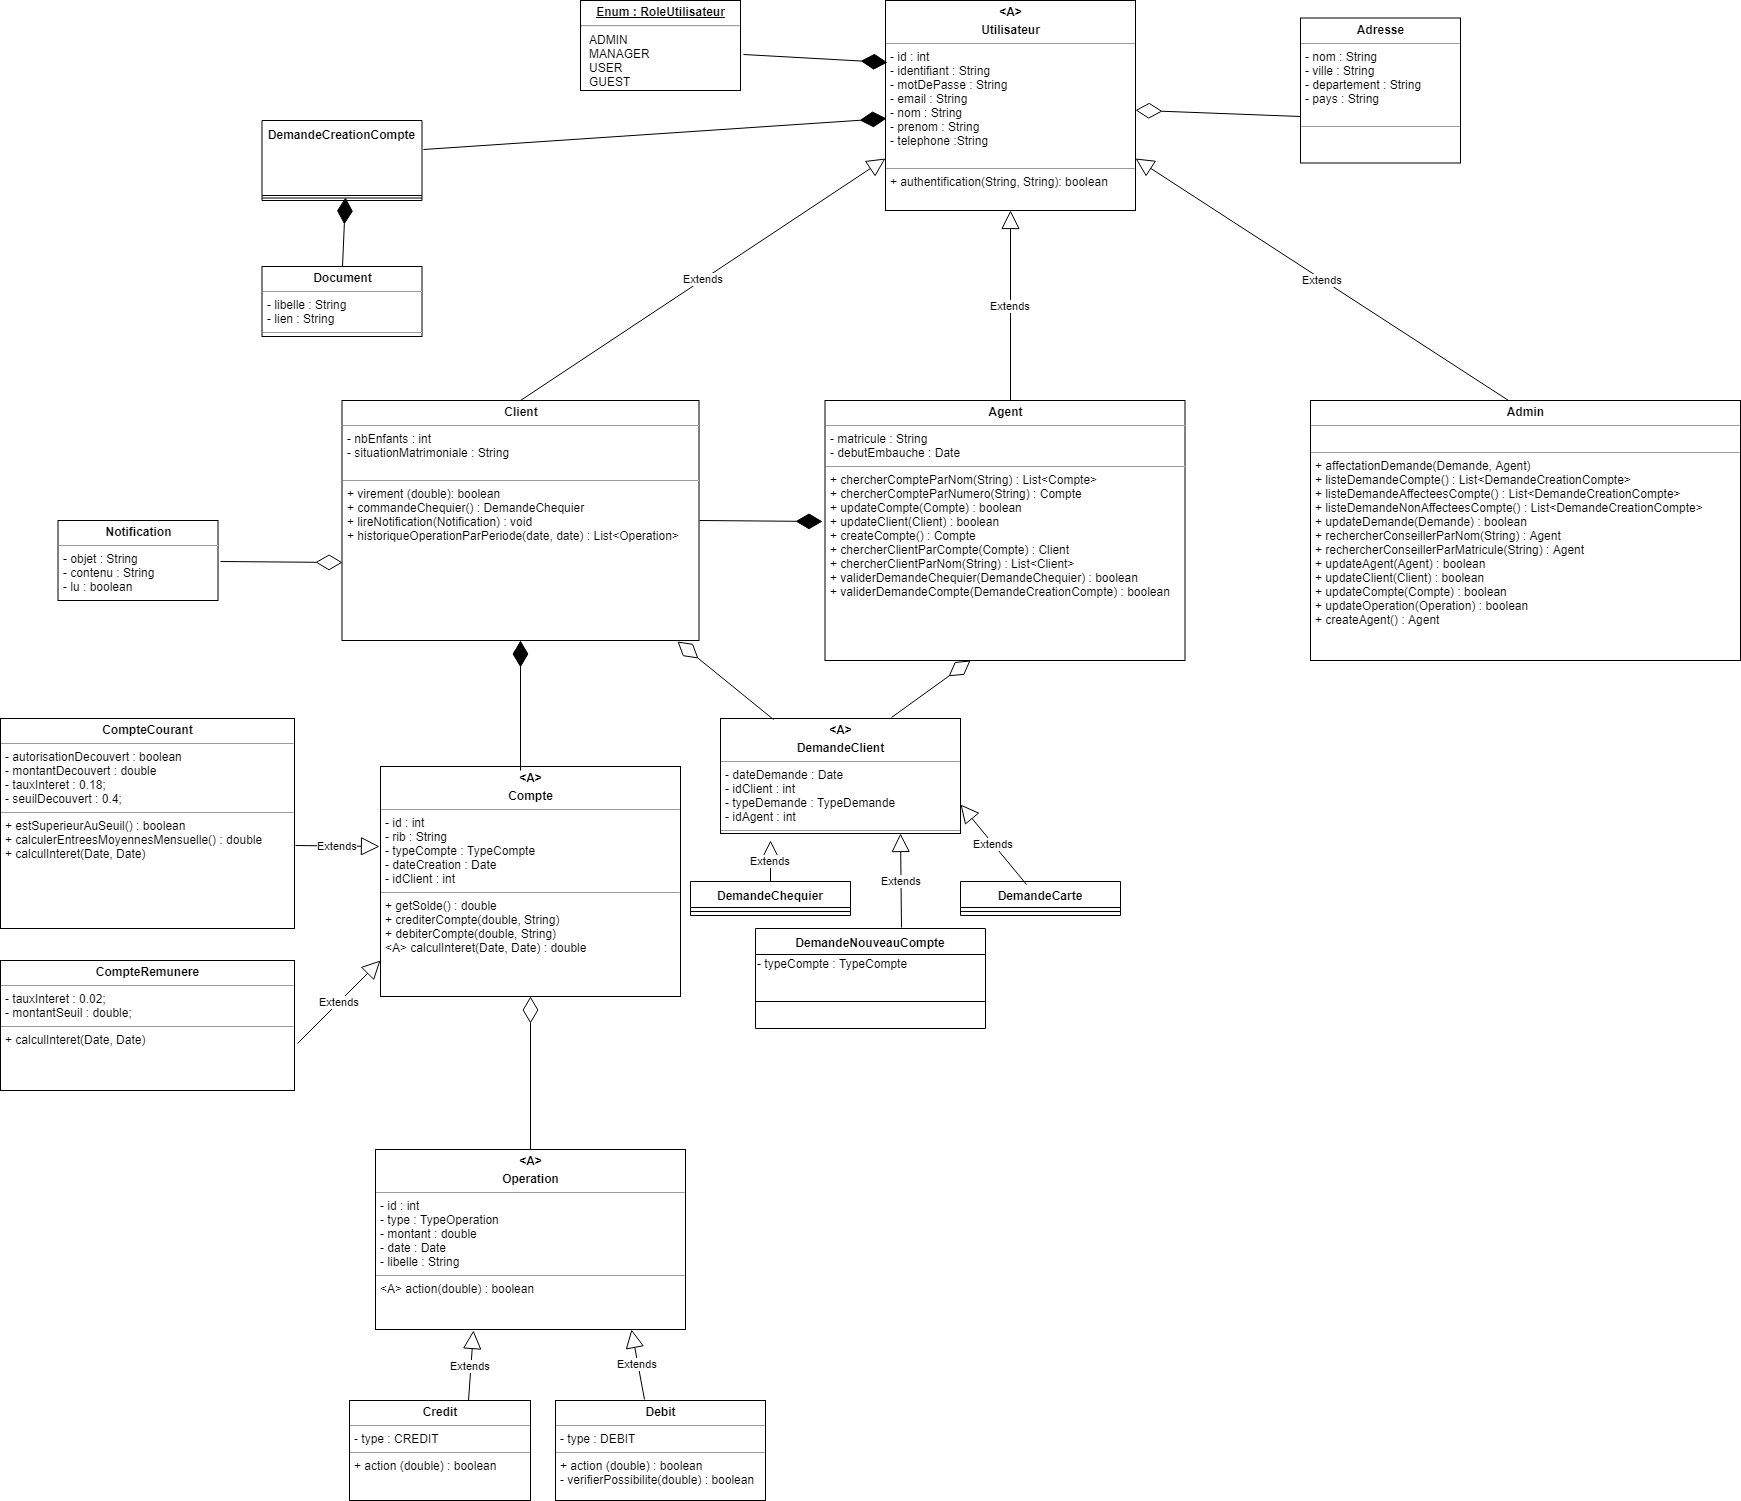 Enum : RoleUtilisateur
ADMIN
MANAGER
USER
GUEST
<A>
Utilisateur
- id : int
- identifiant : String
- motDePasse : String
- email : String
- nom : String
- prenom : String
- telephone :String
+ authentification(String, String): boolean
Adresse
- nom : String
- ville : String
- departement : String
- pays : String
DemandeCreationCompte
Document
- libelle : String
- lien : String
Extends
Extends
Extends
Client
- nbEnfants : int
- situationMatrimoniale : String
+ virement (double): boolean
+ commandeChequier() : DemandeChequier
+ lireNotification(Notification) : void
+ historiqueOperationParPeriode(date, date) : List<Operation>
Agent
- matricule : String
- debutEmbauche : Date
+ chercherCompteParNom(String) : List<Compte>
+ chercherCompteParNumero(String) : Compte
+ updateCompte(Compte) : boolean
+ updateClient(Client) : boolean
+ createCompte() : Compte
+ chercherClientParCompte(Compte) : Client
+ chercherClientParNom(String) : List<Client>
+ validerDemandeChequier(DemandeChequier) : boolean
+ validerDemandeCompte(DemandeCreationCompte) : boolean
Admin
+ affectationDemande(Demande, Agent)
+ listeDemandeCompte() : List<DemandeCreationCompte>
+ listeDemandeAffecteesCompte() : List<DemandeCreationCompte>
+ listeDemandeNonAffecteesCompte() : List<DemandeCreationCompte>
+ updateDemande(Demande) : boolean
+ rechercherConseillerParNom(String) : Agent
+ rechercherConseillerParMatricule(String) : Agent
+ updateAgent(Agent) : boolean
+ updateClient(Client) : boolean
+ updateCompte(Compte) : boolean
+ updateOperation(Operation) : boolean
+ createAgent() : Agent
Notification
- objet : String
- contenu : String
- lu : boolean
CompteCourant
- autorisationDecouvert : boolean
- montantDecouvert : double
- tauxInteret : 0.18;
- seuilDecouvert : 0.4;
+ estSuperieurAuSeuil() : boolean
+ calculerEntreesMoyennesMensuelle() : double
+ calculInteret(Date, Date)
Extends
<A>
Compte
- id : int
- rib : String
- typeCompte : TypeCompte
- dateCreation : Date
- idClient : int
+ getSolde() : double
+ crediterCompte(double, String)
+ debiterCompte(double, String)
<A> calculInteret(Date, Date) : double
<A>
DemandeClient
- dateDemande : Date
- idClient : int
- typeDemande : TypeDemande
- idAgent : int
Extends
Extends
Extends
DemandeChequier
DemandeCarte
DemandeNouveauCompte
- typeCompte : TypeCompte
CompteRemunere
- tauxInteret : 0.02;
- montantSeuil : double;
+ calculInteret(Date, Date)
Extends
<A>
Operation
- id : int
- type : TypeOperation
- montant : double
- date : Date
- libelle : String
<A> action(double) : boolean
Extends
Extends
Credit
- type : CREDIT
+ action (double) : boolean
Debit
- type : DEBIT
+ action (double) : boolean
- verifierPossibilite(double) : boolean